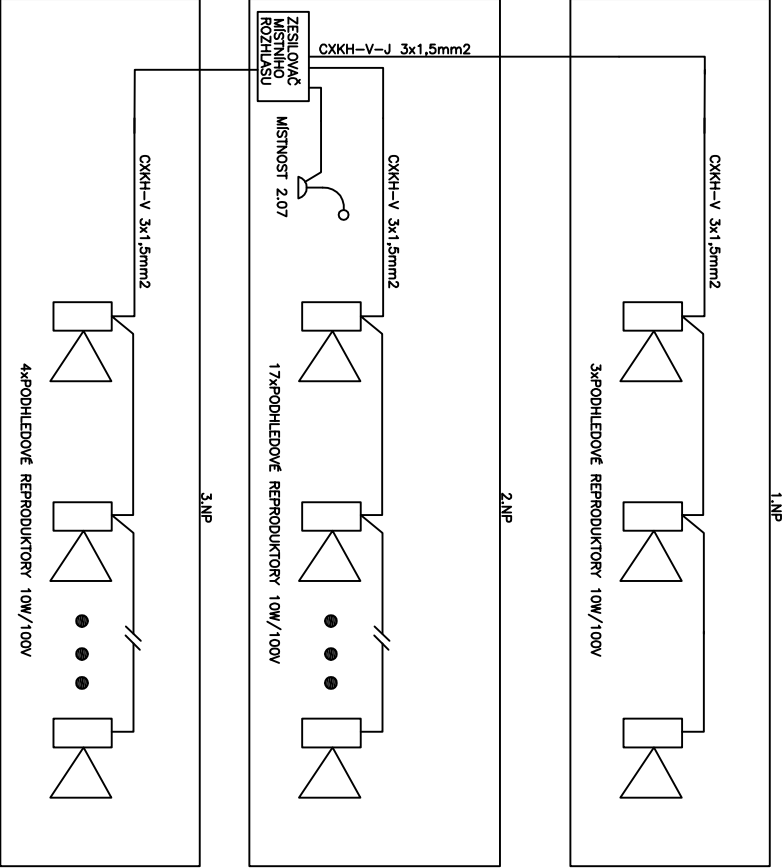 1.NP
CXKH-V 3x1,5mm2
3xPODHLEDOVÉ REPRODUKTORY 10W/100V
2.NP
CXKH-V-J 3x1,5mm2
ZESILOVAČ
MÍSTNÍHO
ROZHLASU
CXKH-V 3x1,5mm2
MÍSTNOST 2.07
17xPODHLEDOVÉ REPRODUKTORY 10W/100V
3.NP
CXKH-V 3x1,5mm2
4xPODHLEDOVÉ REPRODUKTORY 10W/100V